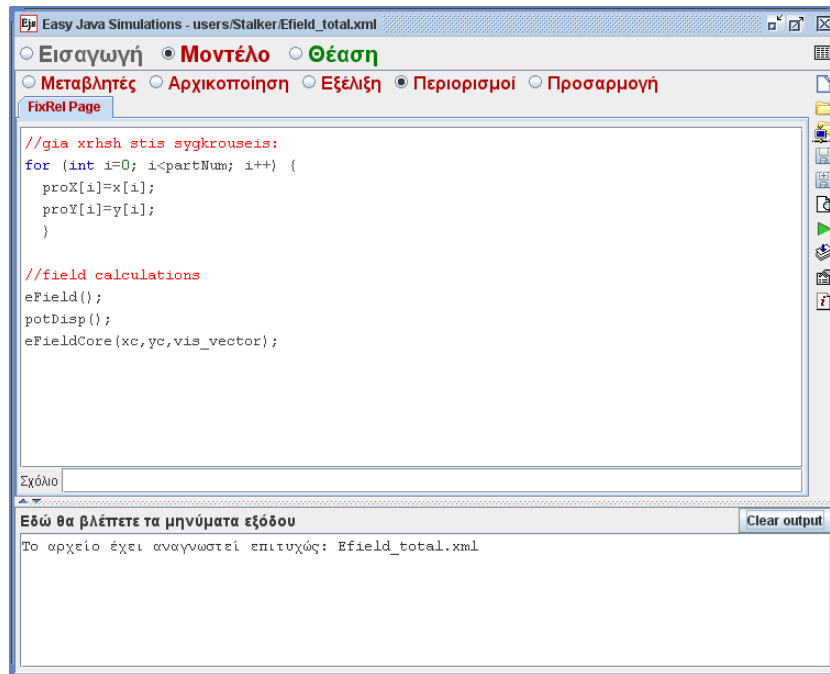 Ejs Easy Java Simulations - users/Stalker/Efield_total.xml
Εισαγωγή Μοντέλο Θέαση
Μεταβλητές Αρχικοποίηση Εξέλιξη Περιορισμοί Προσαρμογή
FixRel Page
//gia xrhsh stis sygkrouseis:
for (int i=0; i<partNum; i++) {
proX[i]=x[i];
proY[i]=y[i];
}
//field calculations
eField();
potDisp();
eFieldCore(xc,yc,vis_vector);
Σχόλιο
Εδώ θα βλέπετε τα μηνύματα εξόδου Clear output
Το αρχείο έχει αναγνωστεί επιτυχώς: Efield_total.xml